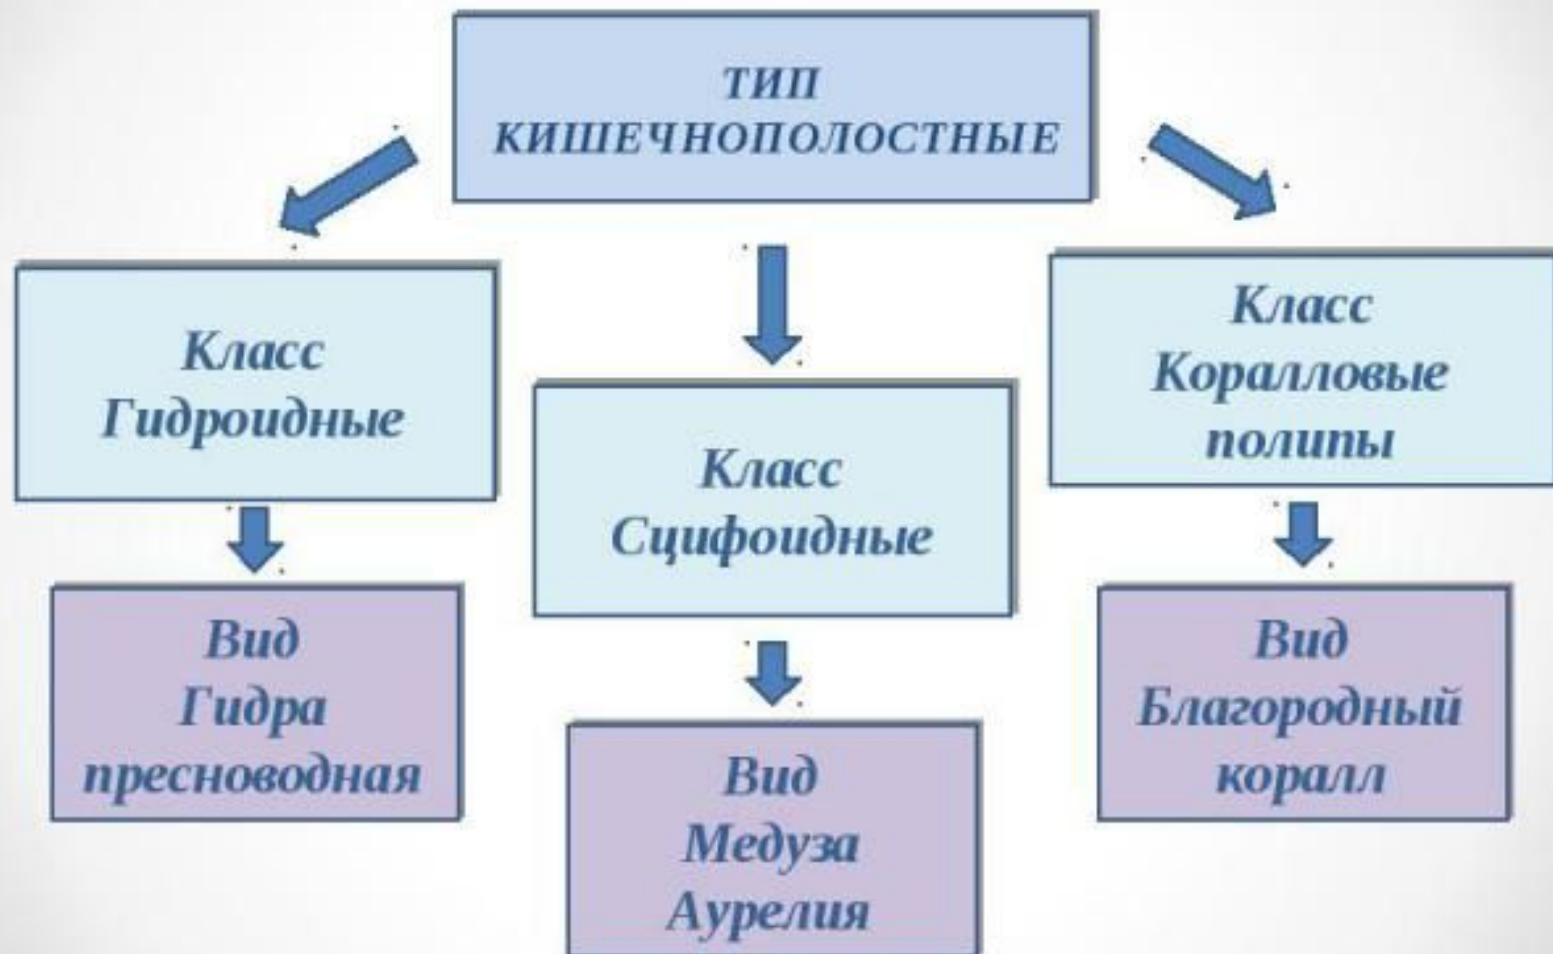 ТИП
КИШЕЧНОПОЛОСТНЫЕ
Класс
Гидроидные
Класс
Сцифоидные
Класс
Коралловые
полипы
Вид
Гидра
пресноводная
Вид
Медуза
Аурелия
Вид
Благородный
коралл